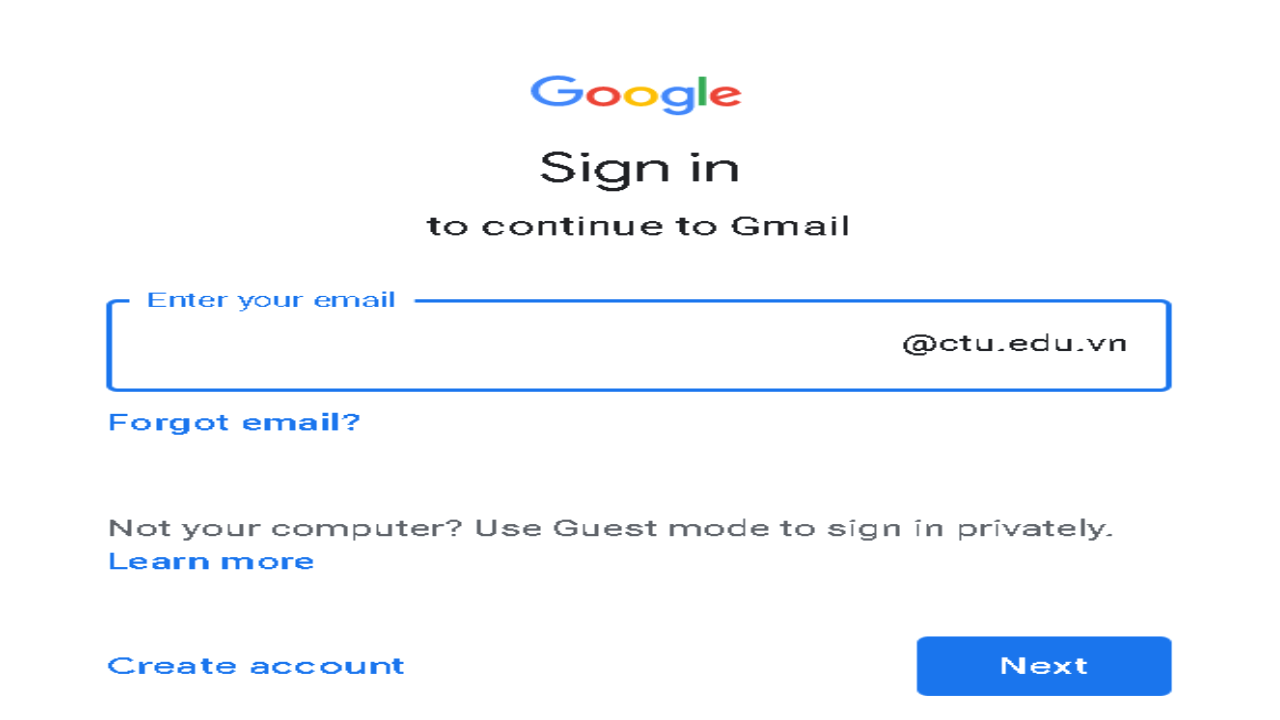 Google
Sign in
to continue to Gmail
Enter your email
@ctu.edu.vn
Forgot email?
Not your computer? Use Guest mode to sign in privately.
Learn more
Create account
Next